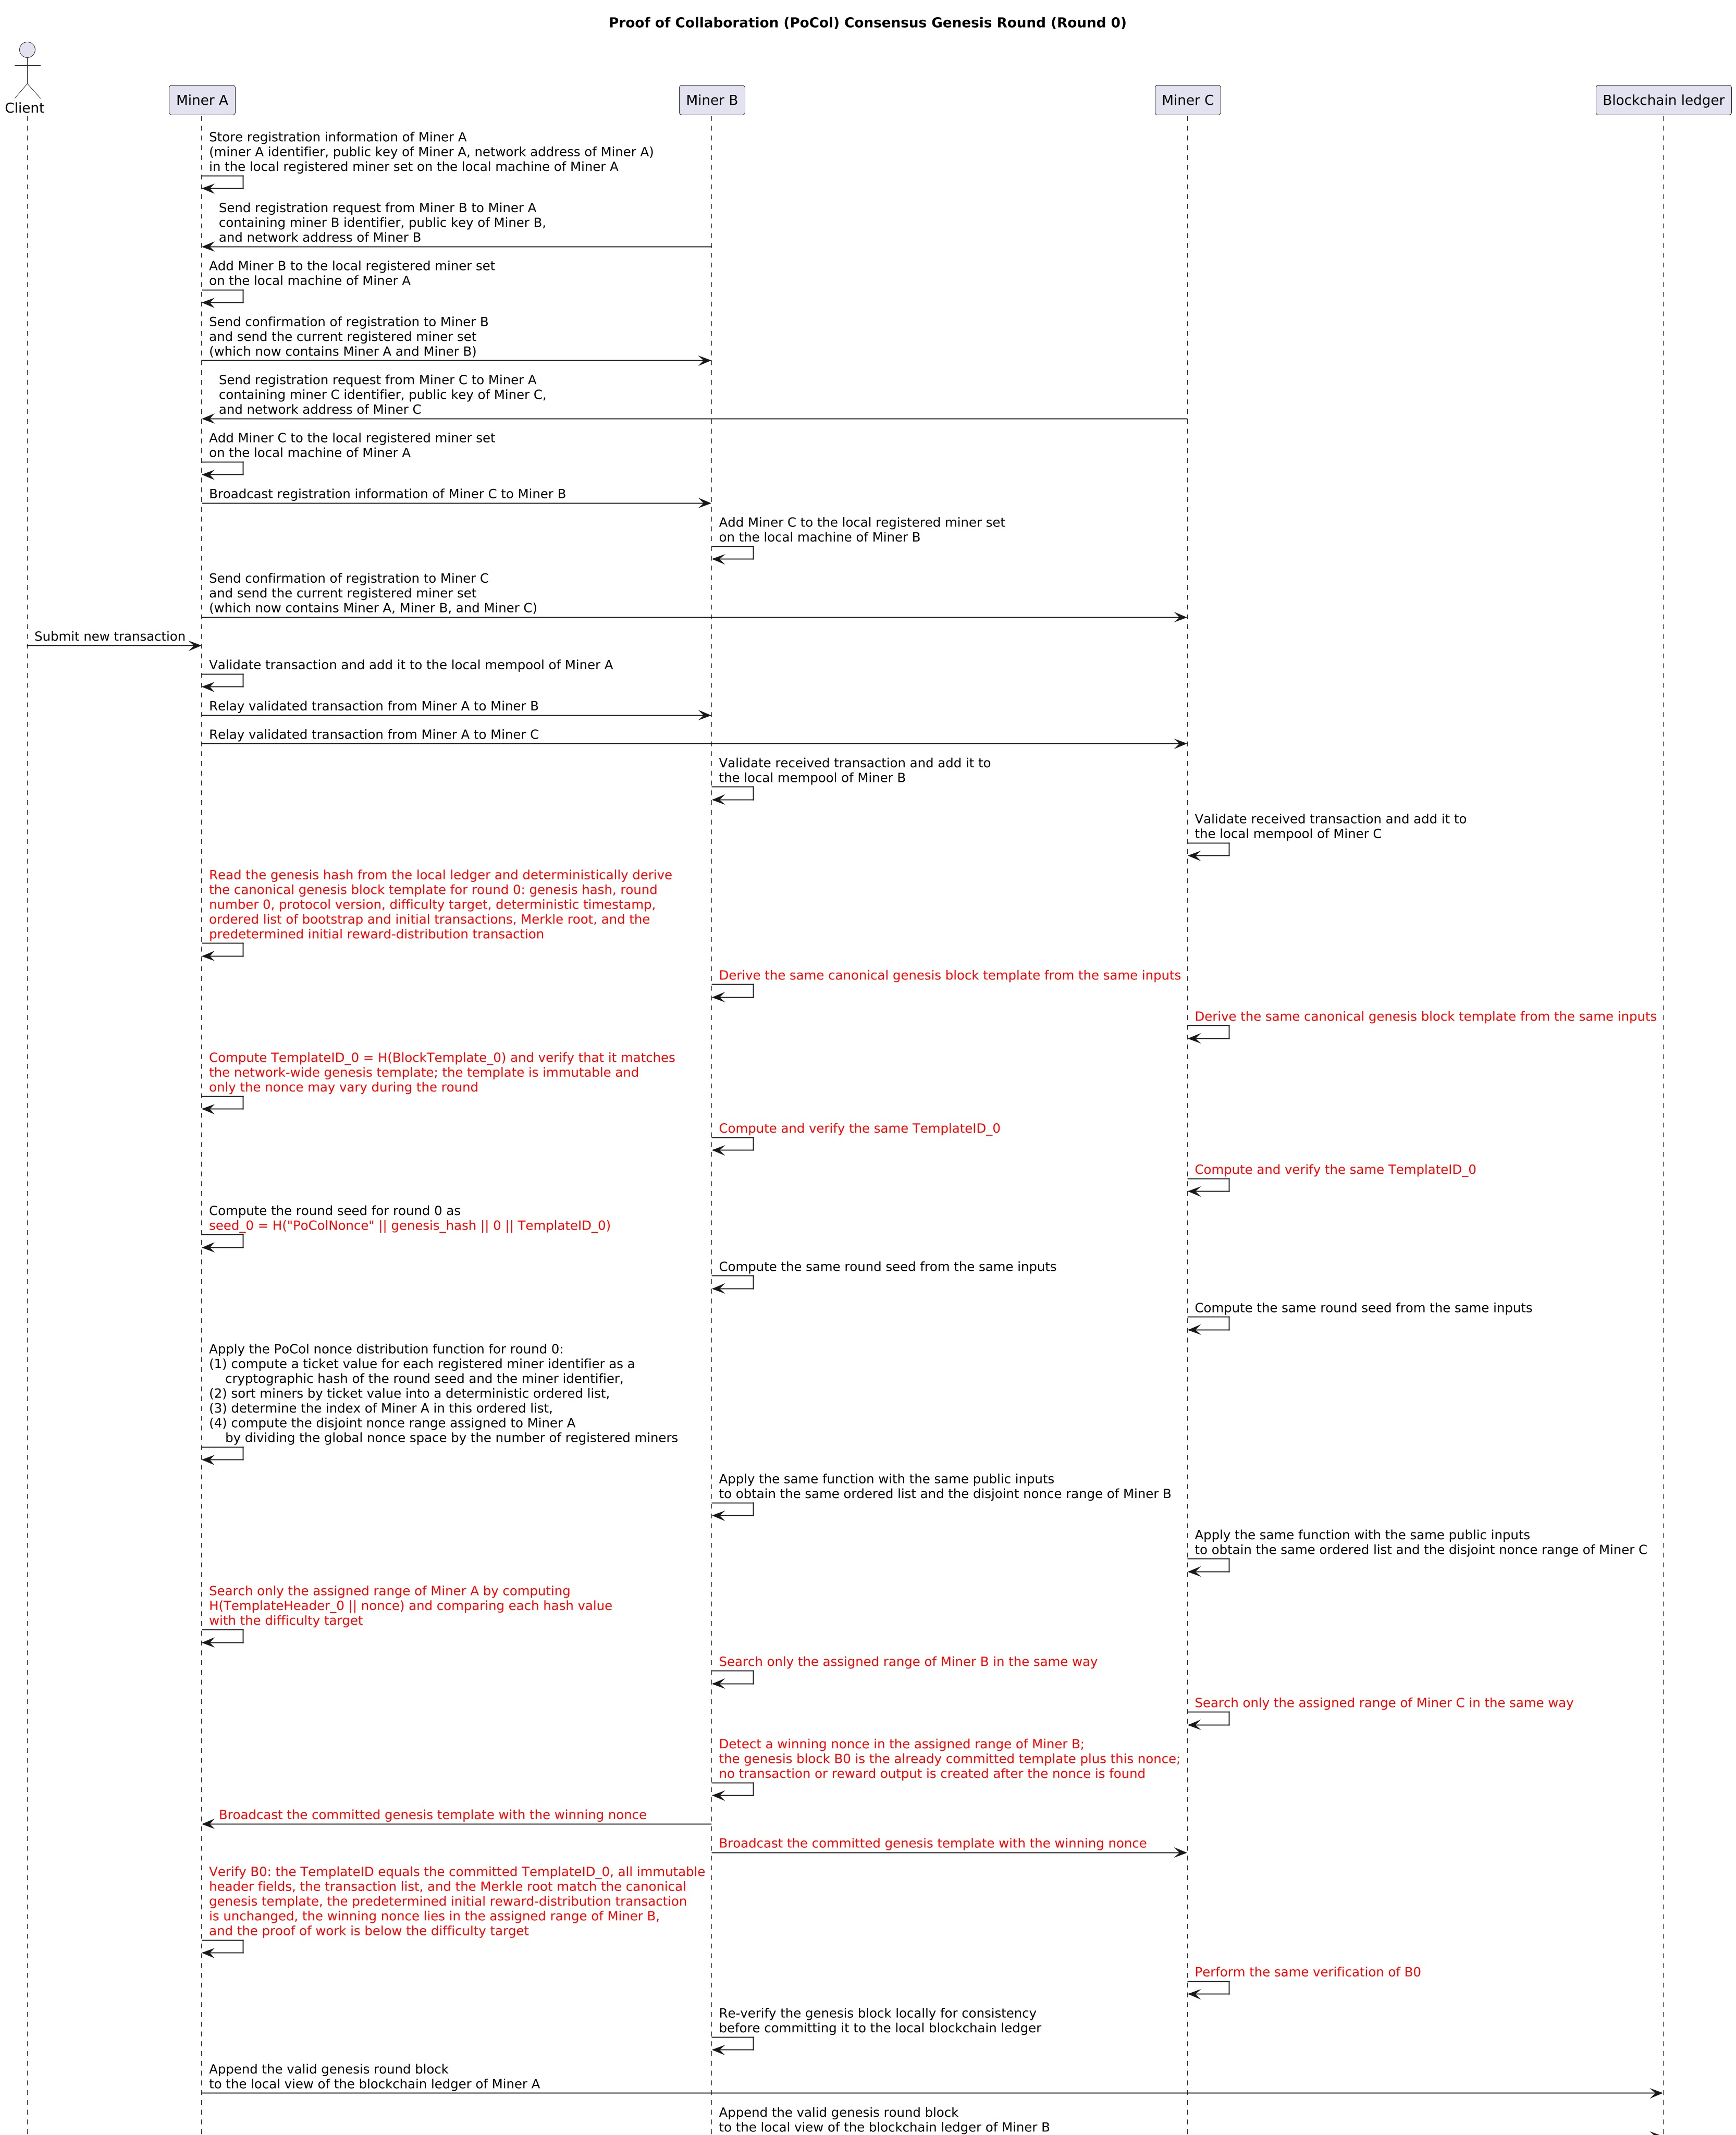 Proof of Collaboration (PoCol) Consensus Genesis Round (Round 0)
Client
Miner A
Miner B
Miner C
Blockchain ledger
Store registration information of Miner A
(miner A identifier, public key of Miner A, network address of Miner A)
in the local registered miner set on the local machine of Miner A
Send registration request from Miner B to Miner A
containing miner B identifier, public key of Miner B,
and network address of Miner B
Add Miner B to the local registered miner set
on the local machine of Miner A
Send confirmation of registration to Miner B
and send the current registered miner set
(which now contains Miner A and Miner B)
Send registration request from Miner C to Miner A
containing miner C identifier, public key of Miner C,
and network address of Miner C
Add Miner C to the local registered miner set
on the local machine of Miner A
Broadcast registration information of Miner C to Miner B
Add Miner C to the local registered miner set
on the local machine of Miner B
Send confirmation of registration to Miner C
and send the current registered miner set
(which now contains Miner A, Miner B, and Miner C)
Submit new transaction
Validate transaction and add it to the local mempool of Miner A
Relay validated transaction from Miner A to Miner B
Relay validated transaction from Miner A to Miner C
Validate received transaction and add it to
the local mempool of Miner B
Validate received transaction and add it to
the local mempool of Miner C
Read the genesis hash from the local ledger and deterministically derive
the canonical genesis block template for round 0: genesis hash, round
number 0, protocol version, difficulty target, deterministic timestamp,
ordered list of bootstrap and initial transactions, Merkle root, and the
predetermined initial reward-distribution transaction
Derive the same canonical genesis block template from the same inputs
Derive the same canonical genesis block template from the same inputs
Compute TemplateID_0 = H(BlockTemplate_0) and verify that it matches
the network-wide genesis template; the template is immutable and
only the nonce may vary during the round
Compute and verify the same TemplateID_0
Compute and verify the same TemplateID_0
Compute the round seed for round 0 as
seed_0 = H("PoColNonce" || genesis_hash || 0 || TemplateID_0)
Compute the same round seed from the same inputs
Compute the same round seed from the same inputs
Apply the PoCol nonce distribution function for round 0:
(1) compute a ticket value for each registered miner identifier as a
cryptographic hash of the round seed and the miner identifier,
(2) sort miners by ticket value into a deterministic ordered list,
(3) determine the index of Miner A in this ordered list,
(4) compute the disjoint nonce range assigned to Miner A
by dividing the global nonce space by the number of registered miners
Apply the same function with the same public inputs
to obtain the same ordered list and the disjoint nonce range of Miner B
Apply the same function with the same public inputs
to obtain the same ordered list and the disjoint nonce range of Miner C
Search only the assigned range of Miner A by computing
H(TemplateHeader_0 || nonce) and comparing each hash value
with the difficulty target
Search only the assigned range of Miner B in the same way
Search only the assigned range of Miner C in the same way
Detect a winning nonce in the assigned range of Miner B;
the genesis block B0 is the already committed template plus this nonce;
no transaction or reward output is created after the nonce is found
Broadcast the committed genesis template with the winning nonce
Broadcast the committed genesis template with the winning nonce
Verify B0: the TemplateID equals the committed TemplateID_0, all immutable
header fields, the transaction list, and the Merkle root match the canonical
genesis template, the predetermined initial reward-distribution transaction
is unchanged, the winning nonce lies in the assigned range of Miner B,
and the proof of work is below the difficulty target
Perform the same verification of B0
Re-verify the genesis block locally for consistency
before committing it to the local blockchain ledger
Append the valid genesis round block
to the local view of the blockchain ledger of Miner A
Append the valid genesis round block
to the local view of the blockchain ledger of Miner B